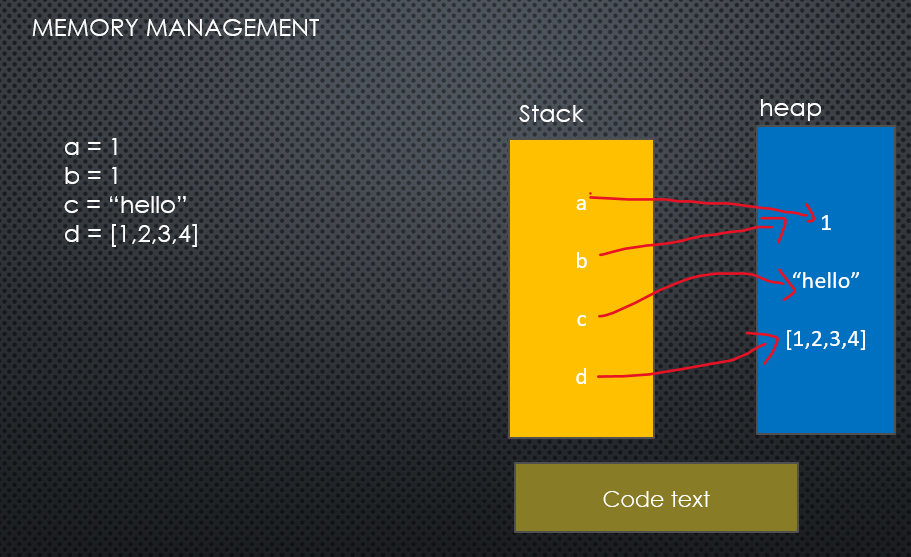 MEMORY MANAGEMENT
a = 1
b = 1
c = “hello”
d = [1,2,3,4]
Stack
a
b
c
d
heap
1
“hello”
[1,2,3,4]
Code text